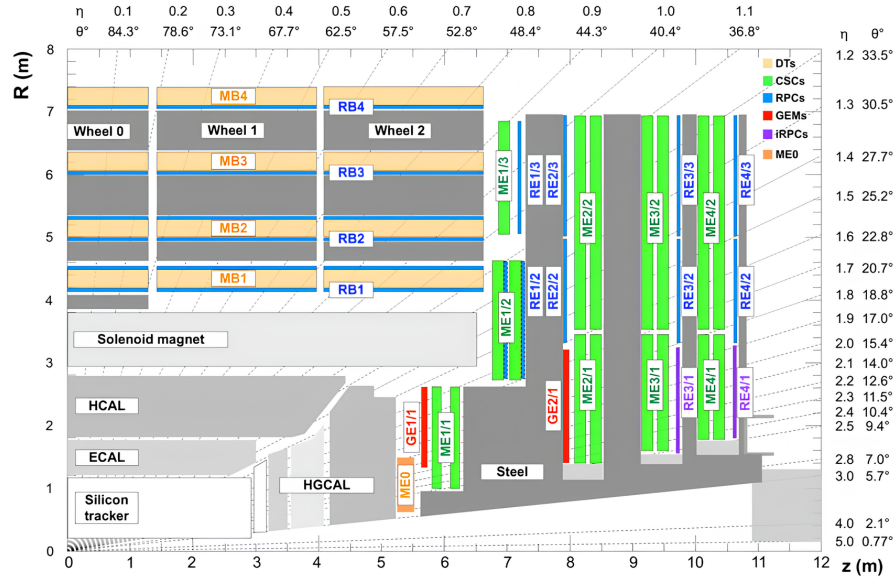 η 0.1 0.2 0.3 0.4 0.5 0.6 0.7 0.8 0.9 1.0 1.1
θ° 84.3° 78.6° 73.1° 67.7° 62.5° 57.5° 52.8° 48.4° 44.3° 40.4° 36.8° η θ°
R (m)
8
7
6
5
4
3
2
1
0
1.2 33.5°
1.3 30.5°
1.4 27.7°
1.5 25.2°
1.6 22.8°
1.7 20.7°
1.8 18.8°
1.9 17.0°
2.0 15.4°
2.1 14.0°
2.2 12.6°
2.3 11.5°
2.4 10.4°
2.5 9.4°
2.8 7.0°
3.0 5.7°
4.0 2.1°
5.0 0.77°
DTs
CSCs
RPCs
GEMs
iRPCs
ME0
MB4
RB4
Wheel 0
Wheel 1
Wheel 2
MB3
RB3
MB2
RB2
MB1
RB1
Solenoid magnet
HCAL
ECAL
Silicon
tracker
HGCAL
Steel
ME0
GE1/1
ME1/1
ME1/2
ME1/3
RE1/3
RE2/3
RE1/2
RE2/2
GE2/1
ME2/2
ME2/1
ME3/2
ME3/1
RE3/3
RE3/2
RE3/1
ME4/2
ME4/1
RE4/3
RE4/2
RE4/1
0 1 2 3 4 5 6 7 8 9 10 11 12
z (m)